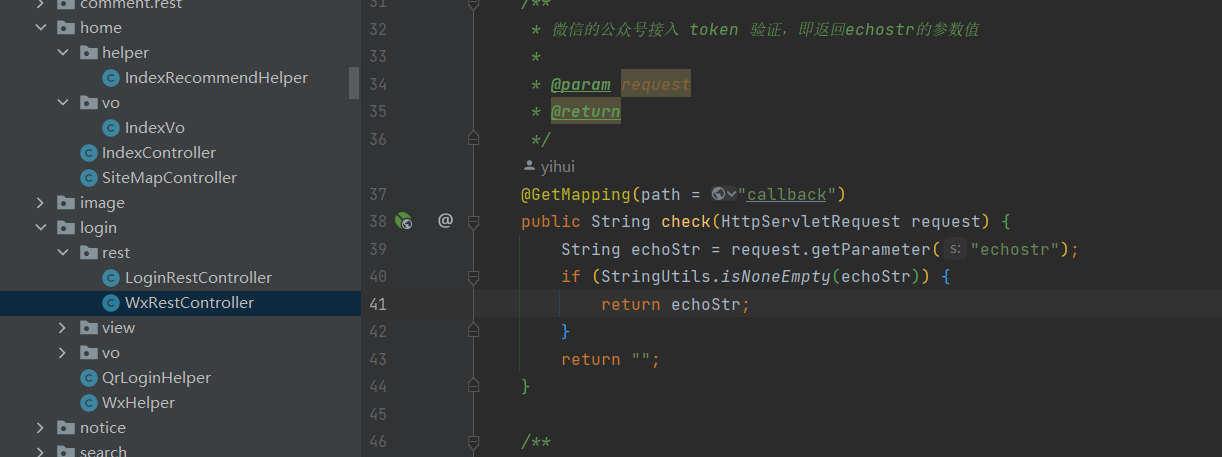 comment.rest
home
helper
IndexRecommendHelper
vo
IndexVo
IndexController
SiteMapController
image
login
rest
LoginRestController
WxRestController
view
vo
QrLoginHelper
WxHelper
notice
search
31 /**
32 * 微信的公众号接入 token 验证，即返回echostr的参数值
33 *
34 * @param request
35 * @return
36 */
yihui
37 @GetMapping(path = "callback")
38 @ public String check(HttpServletRequest request) {
39 String echoStr = request.getParameter( s: "echostr");
40 if (StringUtils.isNoneEmpty(echoStr)) {
41 return echoStr;
42 }
43 return "";
44 }
45
46 /**